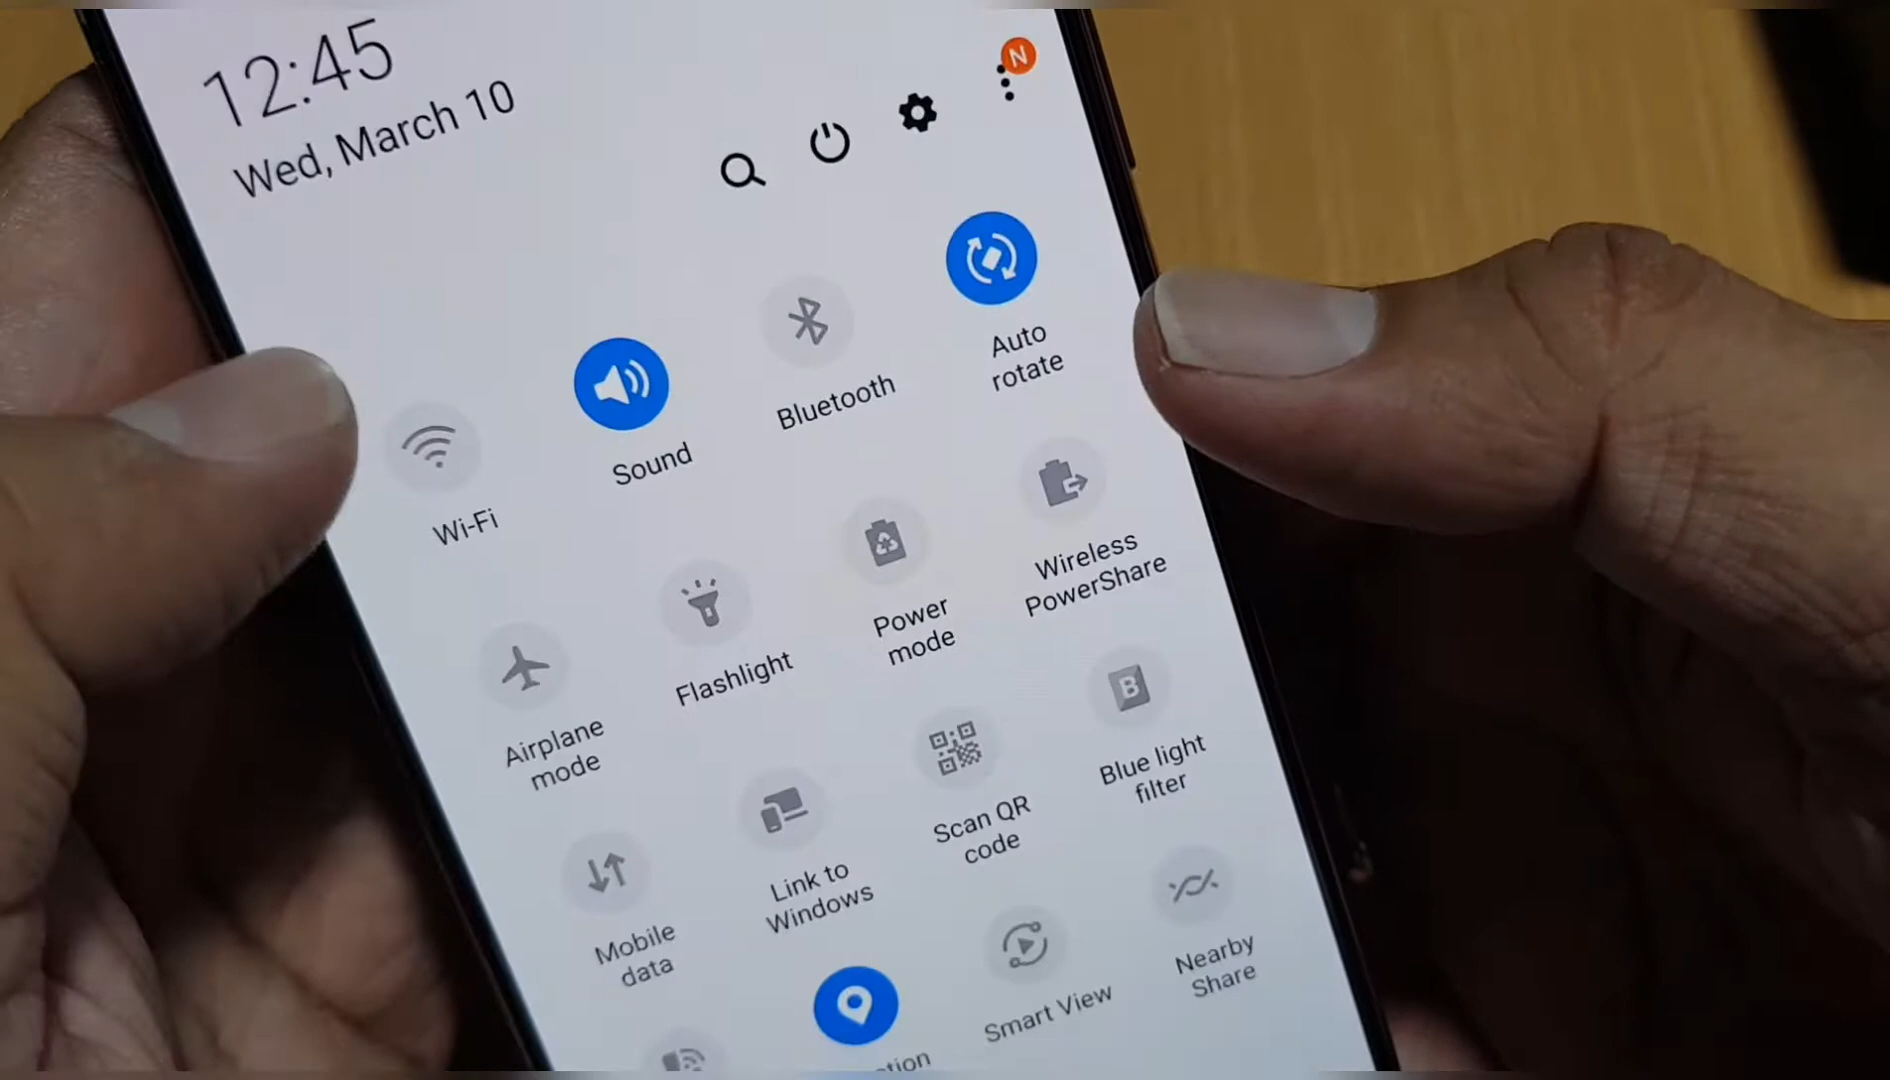 12:45
Wed, March 10
N
Wi-Fi
Sound
Bluetooth
Auto
rotate
Airplane
mode
Flashlight
Power
mode
Wireless
PowerShare
Mobile
data
Link to
Windows
Scan QR
code
B
Blue light
filter
tion
Smart View
Nearby
Share